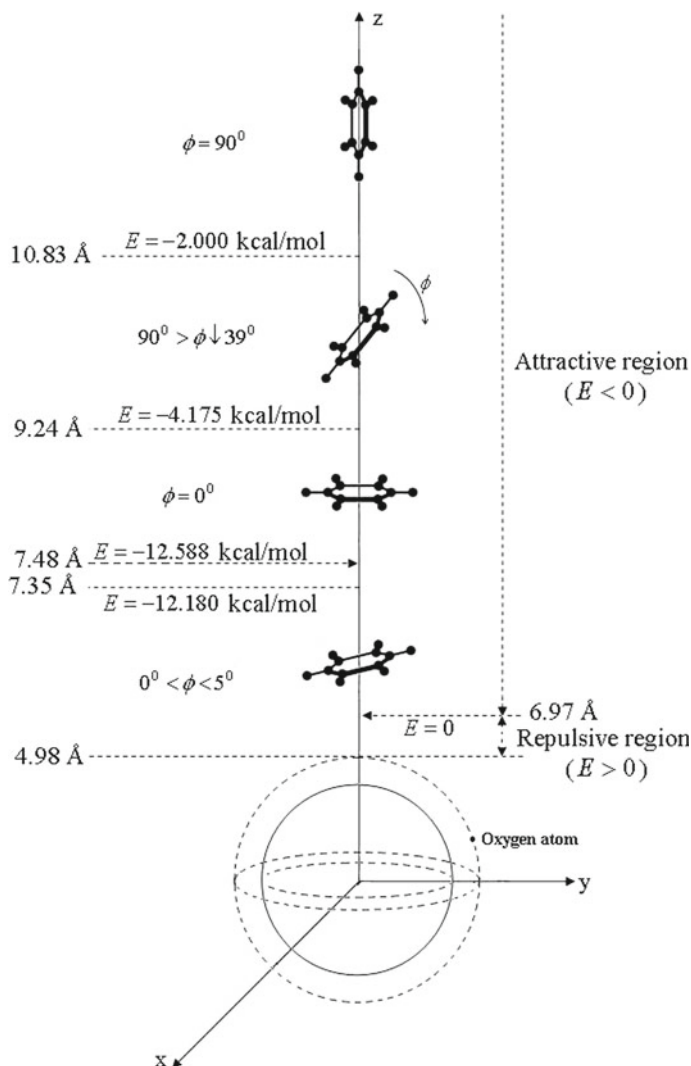 z
ϕ = 90⁰
E = −2.000 kcal/mol
10.83 Å
ϕ
90⁰ > ϕ↓39⁰
Attractive region
(E < 0)
E = −4.175 kcal/mol
9.24 Å
ϕ = 0⁰
E = −12.588 kcal/mol
7.48 Å
7.35 Å
E = −12.180 kcal/mol
0⁰ < ϕ < 5⁰
6.97 Å
E = 0
Repulsive region
4.98 Å
(E > 0)
Oxygen atom
y
x